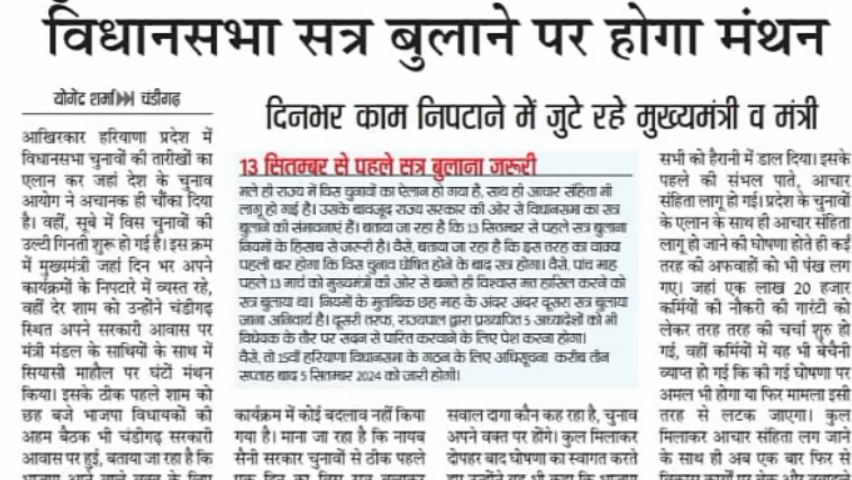 विधानसभा सत्र बुलाने पर होगा मंथन
योगेंद्र शर्मा चंडीगढ़
दिनभर काम निपटाने में जुटे रहे मुख्यमंत्री व मंत्री
आखिरकार हरियाणा प्रदेश में
विधानसभा चुनावों की तारीखों का
एलान कर जहां देश के चुनाव
आयोग ने अचानक ही चौंका दिया
है। वहीं, सूबे में विस चुनावों की
उल्टी गिनती शुरू हो गई है। इस क्रम
में मुख्यमंत्री जहां दिन भर अपने
कार्यक्रमों के निपटारे में व्यस्त रहे,
वहीं देर शाम को उन्होंने चंडीगढ़
स्थित अपने सरकारी आवास पर
मंत्री मंडल के साथियों के साथ में
सियासी माहौल पर घंटों मंथन
किया। इसके ठीक पहले शाम को
छह बजे भाजपा विधायकों की
अहम बैठक भी चंडीगढ़ सरकारी
आवास पर हुई, बताया जा रहा है कि
13 सितम्बर से पहले सत्र बुलाना जरूरी
भले ही राज्य में विस चुनावों का ऐलान हो गया है, साथ ही आचार संहिता भी
लागू हो गई है। उसके बावजूद राज्य सरकार की ओर से विधानसभा का सत्र
बुलाने की संभावनाएं हैं। बताया जा रहा है कि 13 सितम्बर से पहले सत्र बुलाना
नियमों के हिसाब से जरूरी है। वैसे, बताया जा रहा है कि इस तरह का वाक्या
पहली बार होगा कि विस चुनाव घोषित होने के बाद सत्र होगा। वैसे, पांच माह
पहले 13 मार्च को मुख्यमंत्री की ओर से बनते ही विश्वास मत हासिल करने को
सत्र बुलाया था। नियमों के मुताबिक छह माह के अंदर अंदर दूसरा सत्र बुलाया
जाना अनिवार्य है। दूसरी तरफ, राज्यपाल द्वारा प्रख्यापित 5 अध्यादेशों को भी
विधेयक के तौर पर सदन से पारित करवाने के लिए पेश करना होगा।
वैसे, तो 15वीं हरियाणा विधानसभा के गठन के लिए अधिसूचना करीब तीन
सप्ताह बाद 5 सितम्बर 2024 को जारी होगी।
कार्यक्रम में कोई बदलाव नहीं किया
गया है। माना जा रहा है कि नायब
सैनी सरकार चुनावों से ठीक पहले
सवाल दागा कौन कह रहा है, चुनाव
अपने वक्त पर होंगे। कुल मिलाकर
दोपहर बाद घोषणा का स्वागत करते
सभी को हैरानी में डाल दिया। इसके
पहले की संभल पाते, आचार
संहिता लागू हो गई। प्रदेश के चुनावों
के एलान के साथ ही आचार संहिता
लागू हो जाने की घोषणा होते ही कई
तरह की अफवाहों को भी पंख लग
गए। जहां एक लाख 20 हजार
कर्मियों की नौकरी की गारंटी को
लेकर तरह तरह की चर्चा शुरु हो
गई, वहीं कर्मियों में यह भी बेचैनी
व्याप्त हो गई कि की गई घोषणा पर
अमल भी होगा या फिर मामला इसी
तरह से लटक जाएगा। कुल
मिलाकर आचार संहिता लग जाने
के साथ ही अब एक बार फिर से